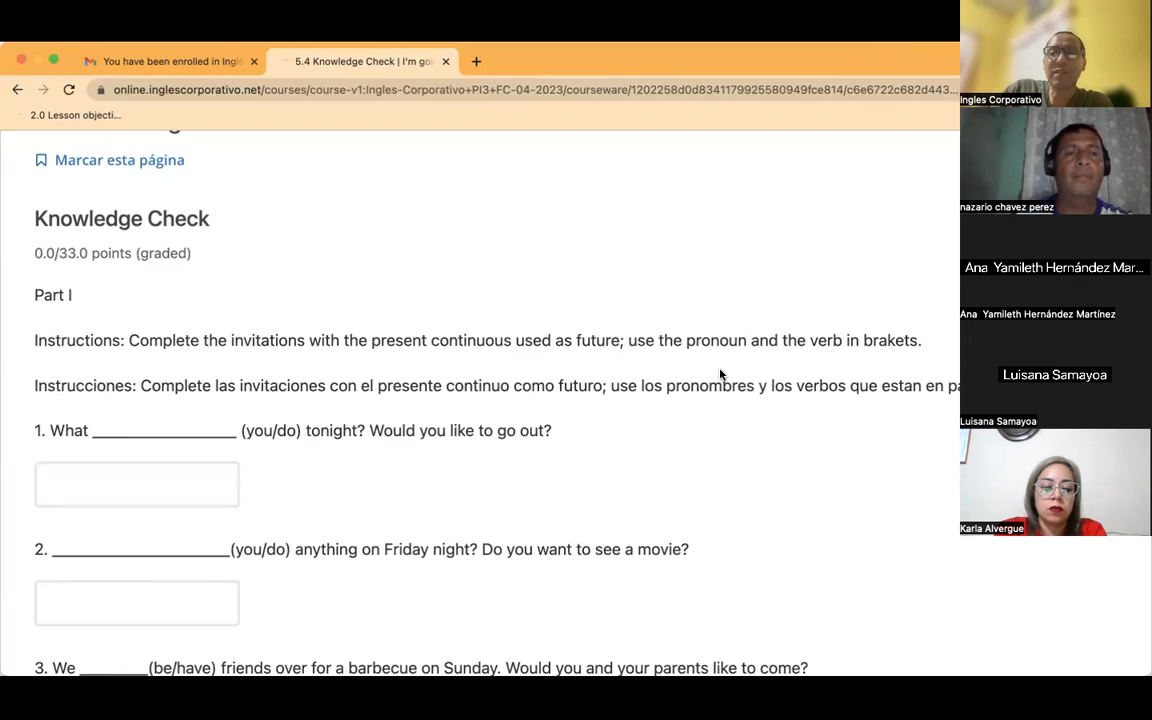 You have been enrolled in Ingl
5.4 Knowledge Check | I'm go
online.inglescorporativo.net/courses/course-v1:Ingles-Corporativo+PI3+FC-04-2023/courseware/1202258d0d8341179925580949fce814/c6e6722c682d443...
2.0 Lesson objecti...
Marcar esta página
Knowledge Check
0.0/33.0 points (graded)
Part I
Instructions: Complete the invitations with the present continuous used as future; use the pronoun and the verb in brakets.
Instrucciones: Complete las invitaciones con el presente continuo como futuro; use los pronombres y los verbos que estan en pa
1. What _________________ (you/do) tonight? Would you like to go out?
2. _____________________(you/do) anything on Friday night? Do you want to see a movie?
3. We ________(be/have) friends over for a barbecue on Sunday. Would you and your parents like to come?
Ingles Corporativo
nazario chavez perez
Ana Yamileth Hernández Mar...
Ana Yamileth Hernández Martínez
Luisana Samayoa
Luisana Samayoa
Karla Alvergue